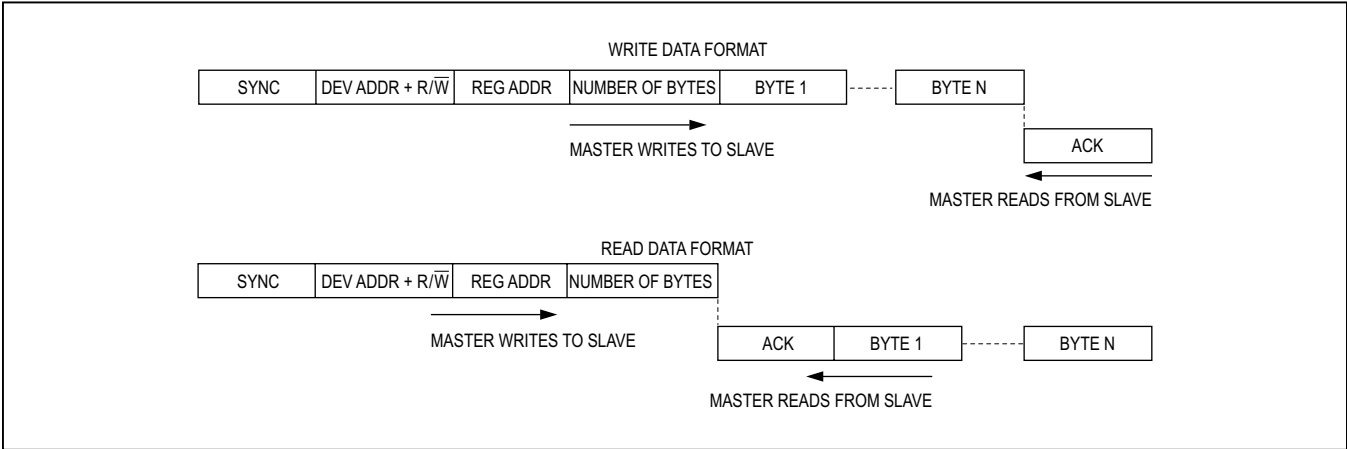 WRITE DATA FORMAT
SYNC DEV ADDR + R/W̅ REG ADDR NUMBER OF BYTES BYTE 1 BYTE N
MASTER WRITES TO SLAVE
ACK
MASTER READS FROM SLAVE
READ DATA FORMAT
SYNC DEV ADDR + R/W̅ REG ADDR NUMBER OF BYTES
MASTER WRITES TO SLAVE
ACK BYTE 1 BYTE N
MASTER READS FROM SLAVE